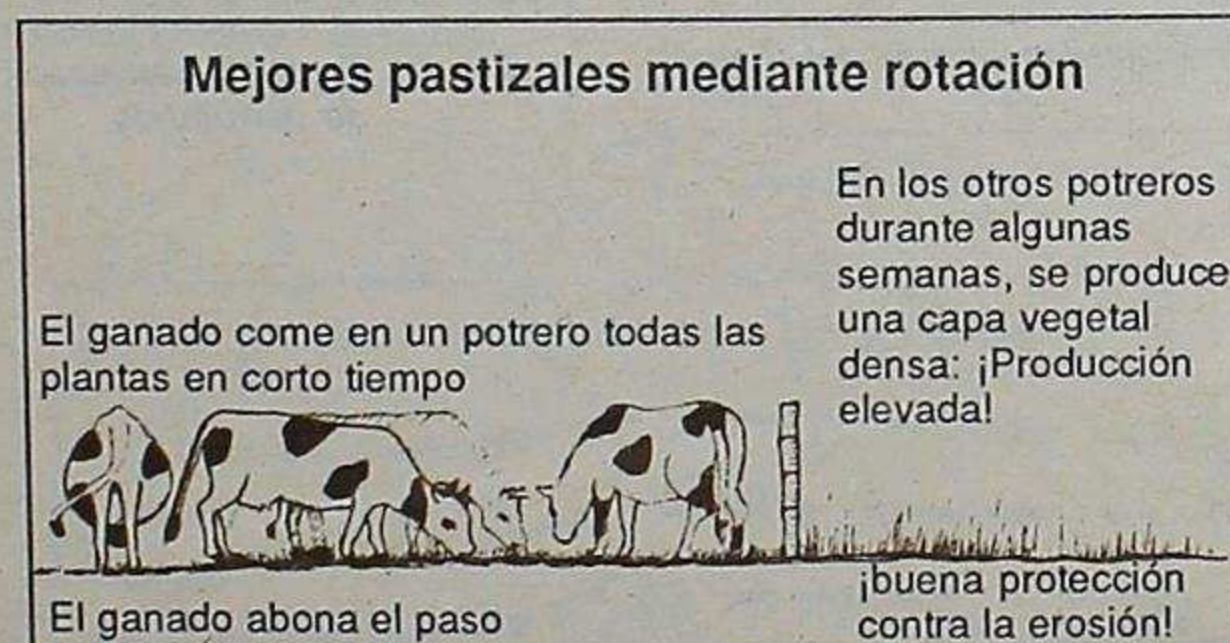 Mejores pastizales mediante rotación
En los otros potreros
durante algunas
semanas, se produce
una capa vegetal
densa: ¡Producción
elevada!
El ganado come en un potrero todas las
plantas en corto tiempo
El ganado abona el paso
¡buena protección
contra la erosión!